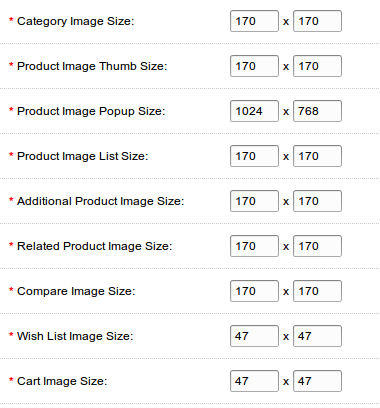 * Category Image Size: 170 x 170
* Product Image Thumb Size: 170 x 170
* Product Image Popup Size: 1024 x 768
* Product Image List Size: 170 x 170
* Additional Product Image Size: 170 x 170
* Related Product Image Size: 170 x 170
* Compare Image Size: 170 x 170
* Wish List Image Size: 47 x 47
* Cart Image Size: 47 x 47